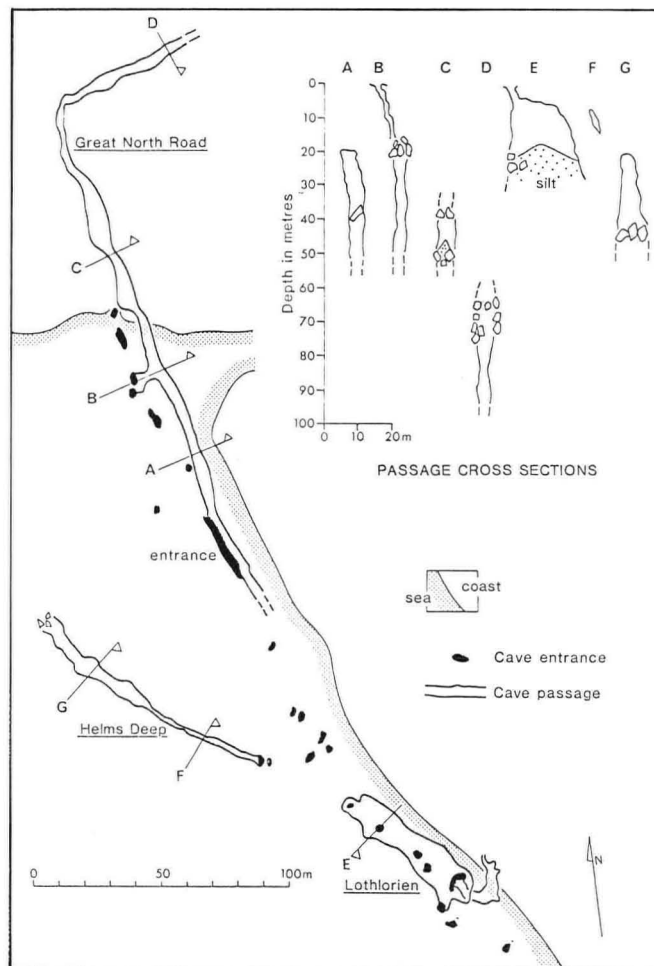 D
Great North Road
C
B
A
entrance
G
Helms Deep
F
E
Lothlorien
0 50 100m
A B C D E F G
0
10
20
30
40
50
60
70
80
90
100
Depth in metres
silt
0 10 20m
PASSAGE CROSS SECTIONS
sea coast
Cave entrance
Cave passage
N